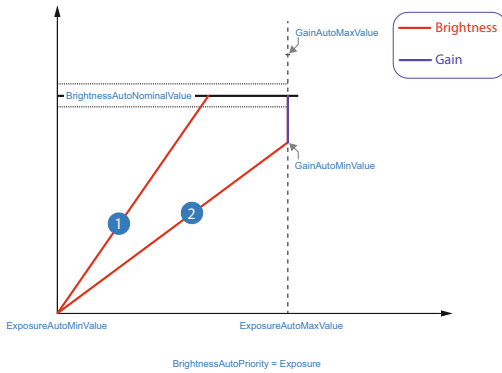 GainAutoMaxValue
Brightness
Gain
BrightnessAutoNominalValue
GainAutoMinValue
1
2
ExposureAutoMinValue
ExposureAutoMaxValue
BrightnessAutoPriority = Exposure